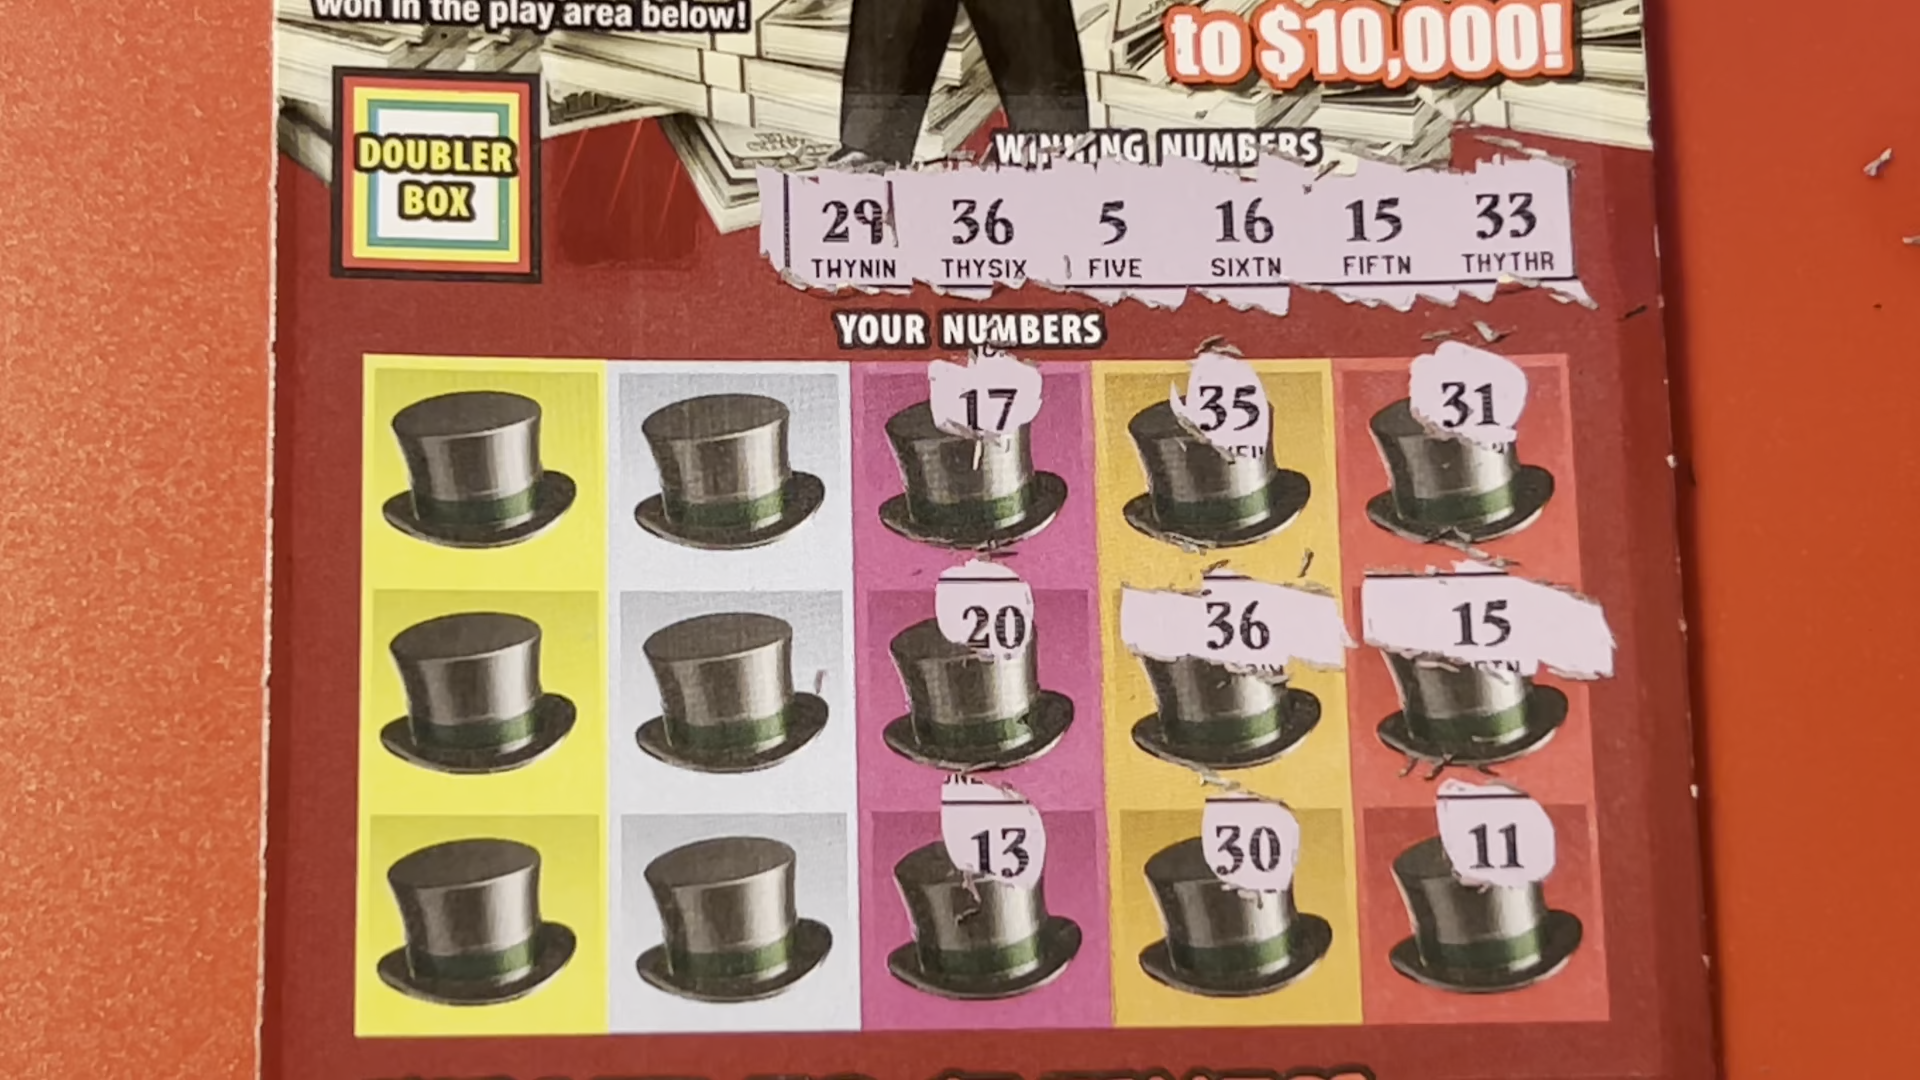 won in the play area below!
to $10,000!
DOUBLER
BOX
WINNING NUMBERS
29 36 5 16 15 33
THYNIN THYSIX FIVE SIXTN FIFTN THYTHR
YOUR NUMBERS
17 35 31
20 36 15
13 30 11